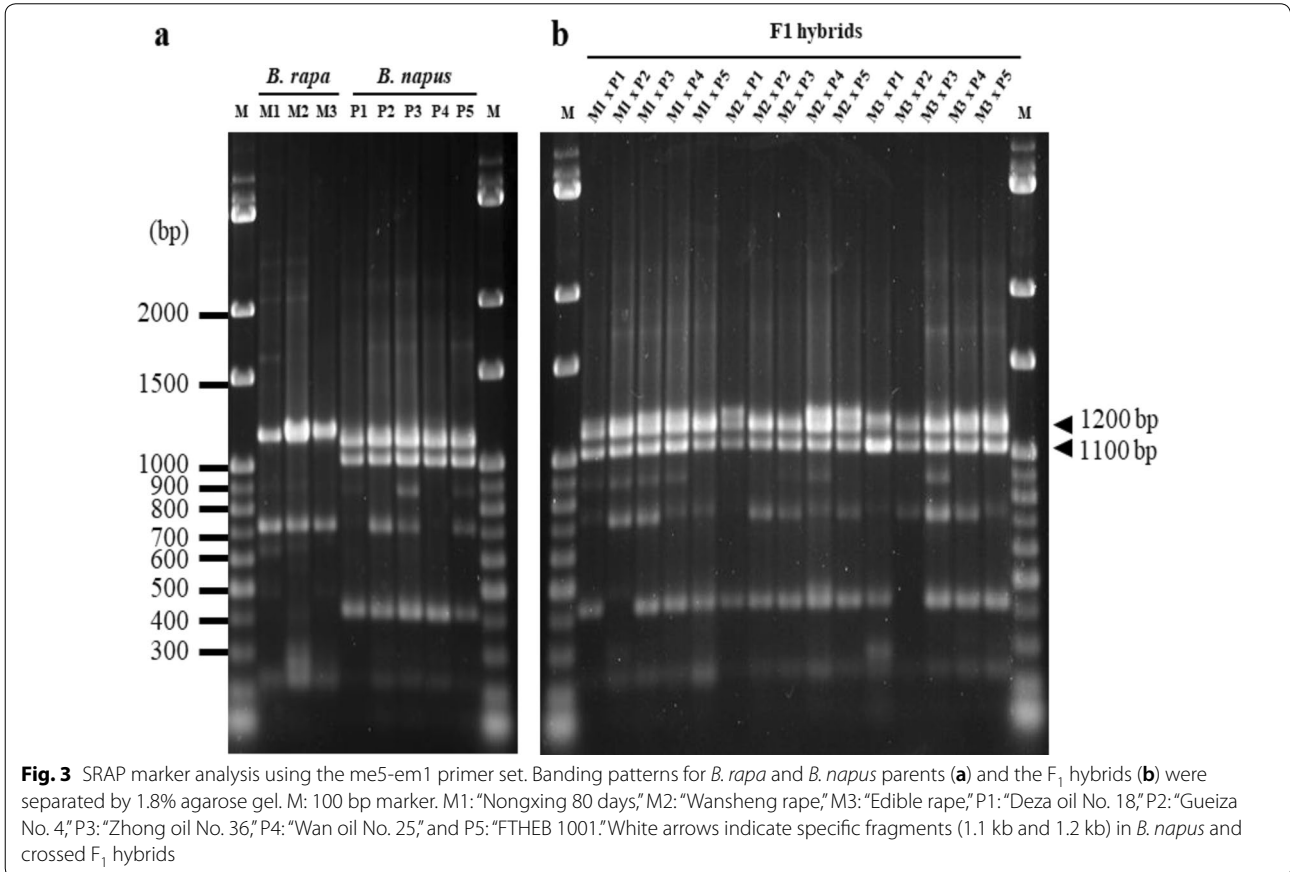 a
B. rapa B. napus
M M1 M2 M3 P1 P2 P3 P4 P5 M
(bp)
2000
1500
1000
900
800
700
600
500
400
300
b
F1 hybrids
M M1 x P1 M1 x P2 M1 x P3 M1 x P4 M1 x P5 M2 x P1 M2 x P2 M2 x P3 M2 x P4 M2 x P5 M3 x P1 M3 x P2 M3 x P3 M3 x P4 M3 x P5 M
1200 bp
1100 bp
Fig. 3 SRAP marker analysis using the me5-em1 primer set. Banding patterns for B. rapa and B. napus parents (a) and the F1 hybrids (b) were
separated by 1.8% agarose gel. M: 100 bp marker. M1: “Nongxing 80 days,” M2: “Wansheng rape,” M3: “Edible rape,” P1: “Deza oil No. 18,” P2: “Gueiza
No. 4,” P3: “Zhong oil No. 36,” P4: “Wan oil No. 25,” and P5: “FTHEB 1001.” White arrows indicate specific fragments (1.1 kb and 1.2 kb) in B. napus and
crossed F1 hybrids